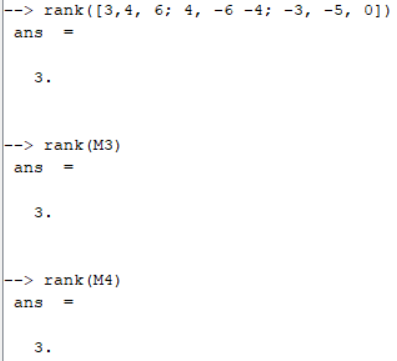 --> rank([3,4, 6; 4, -6 -4; -3, -5, 0])
ans =
3.
--> rank(M3)
ans =
3.
--> rank(M4)
ans =
3.